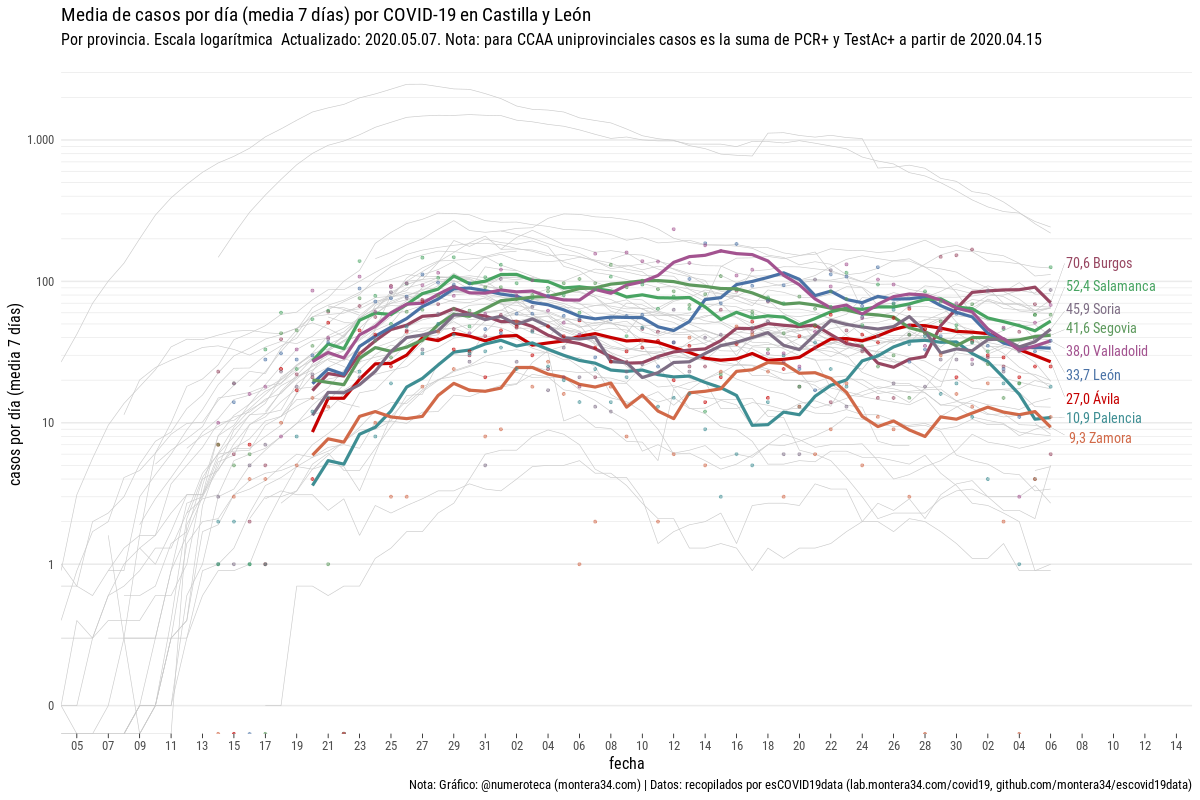 Media de casos por día (media 7 días) por COVID-19 en Castilla y León
Por provincia. Escala logarítmica  Actualizado: 2020.05.07. Nota: para CCAA uniprovinciales casos es la suma de PCR+ y TestAc+ a partir de 2020.04.15
casos por día (media 7 días)
1.000
100
10
1
0
70,6 Burgos
52,4 Salamanca
45,9 Soria
41,6 Segovia
38,0 Valladolid
33,7 León
27,0 Ávila
10,9 Palencia
9,3 Zamora
05 07 09 11 13 15 17 19 21 23 25 27 29 31 02 04 06 08 10 12 14 16 18 20 22 24 26 28 30 02 04 06 08 10 12 14
fecha
Nota: Gráfico: @numeroteca (montera34.com) | Datos: recopilados por esCOVID19data (lab.montera34.com/covid19, github.com/montera34/escovid19data)